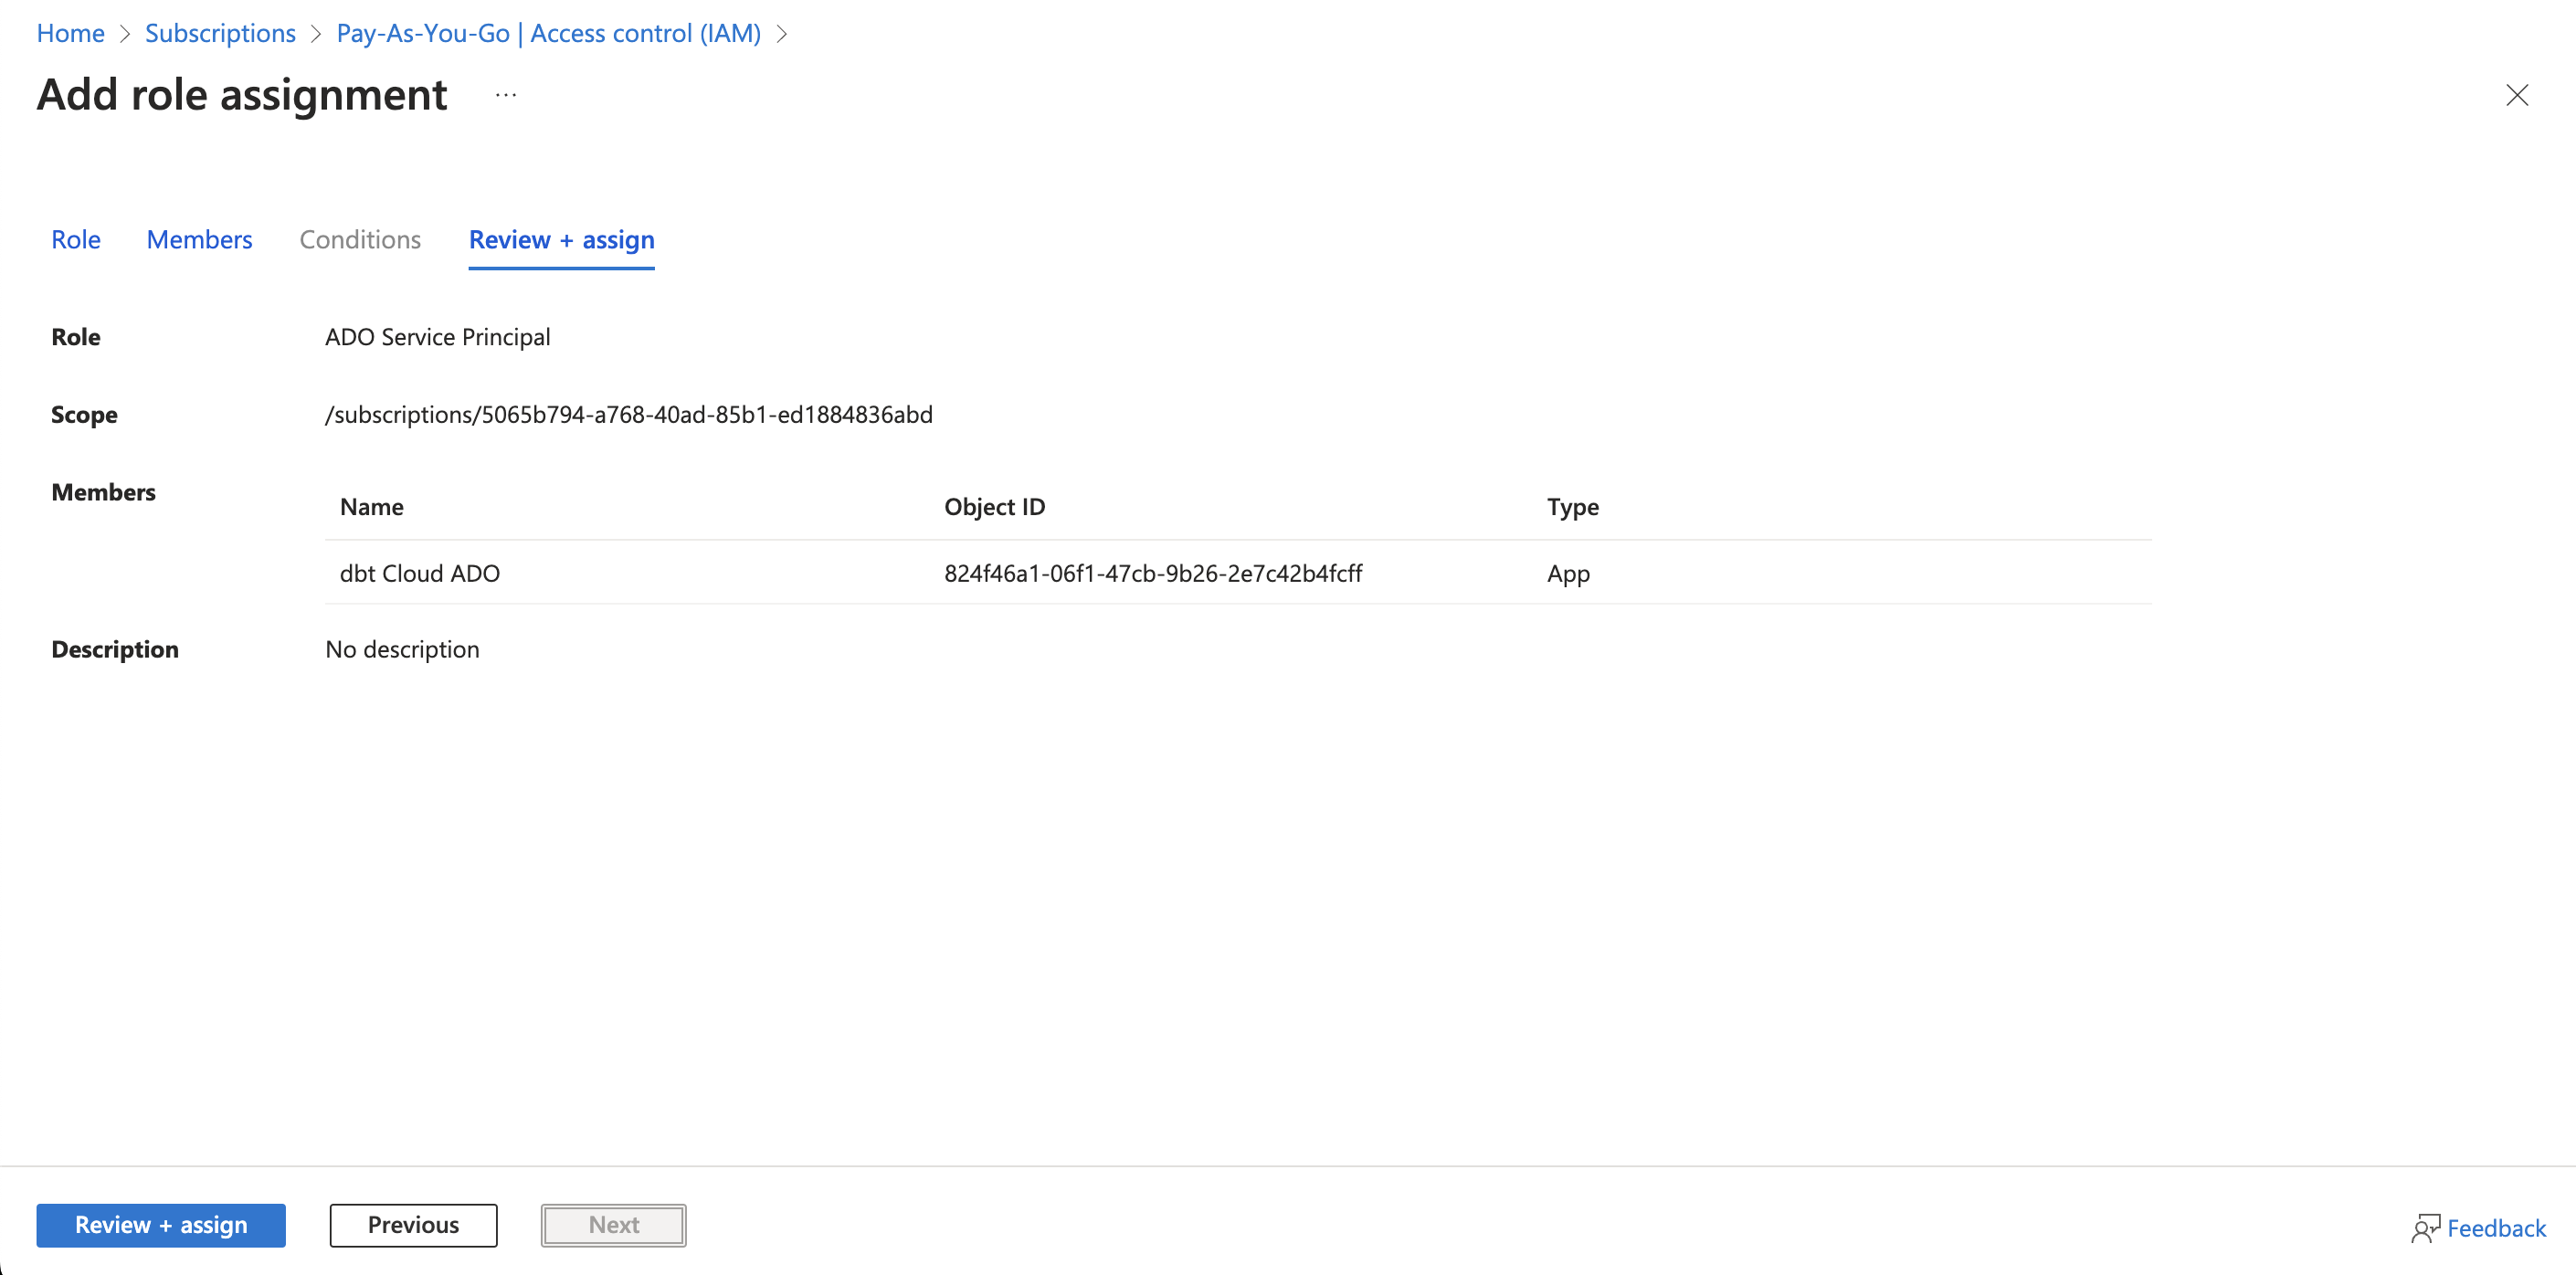 Home > Subscriptions > Pay-As-You-Go | Access control (IAM) >
Add role assignment ...
Role Members Conditions Review + assign
Role ADO Service Principal
Scope /subscriptions/5065b794-a768-40ad-85b1-ed1884836abd
Members
Name Object ID Type
dbt Cloud ADO 824f46a1-06f1-47cb-9b26-2e7c42b4fcff App
Description No description
Review + assign Previous Next Feedback